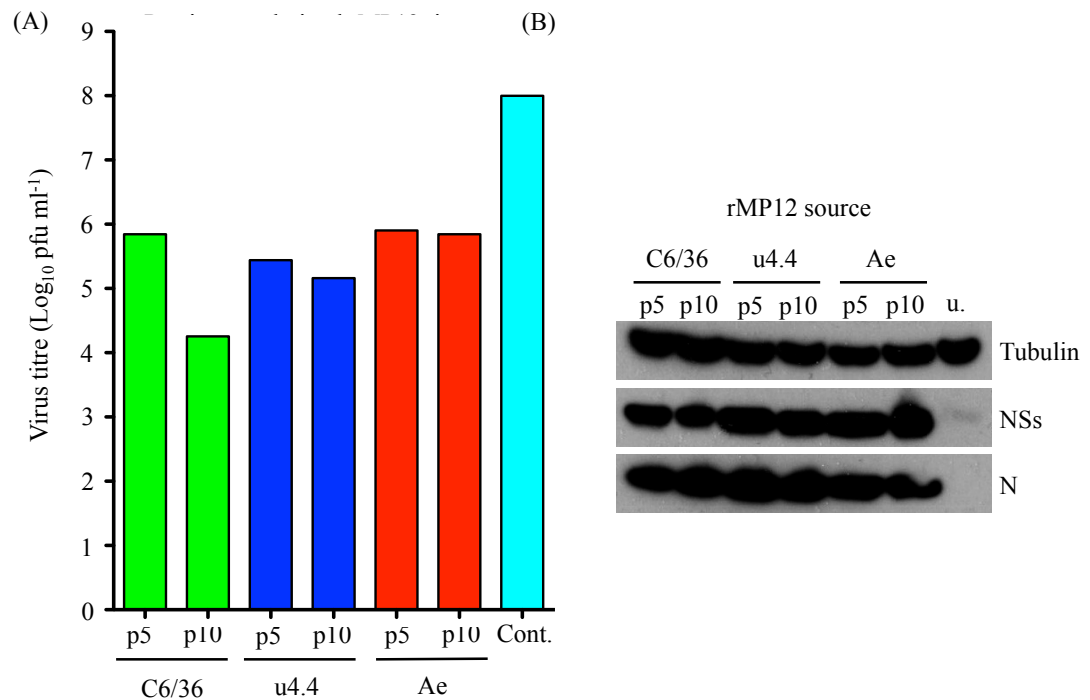 (A)
(B)
9
8
7
6
5
4
3
2
1
0
Virus titre (Log10 pfu ml-1)
p5 p10 p5 p10 p5 p10 Cont.
C6/36 u4.4 Ae
rMP12 source
C6/36 u4.4 Ae
p5 p10 p5 p10 p5 p10 u.
Tubulin
NSs
N